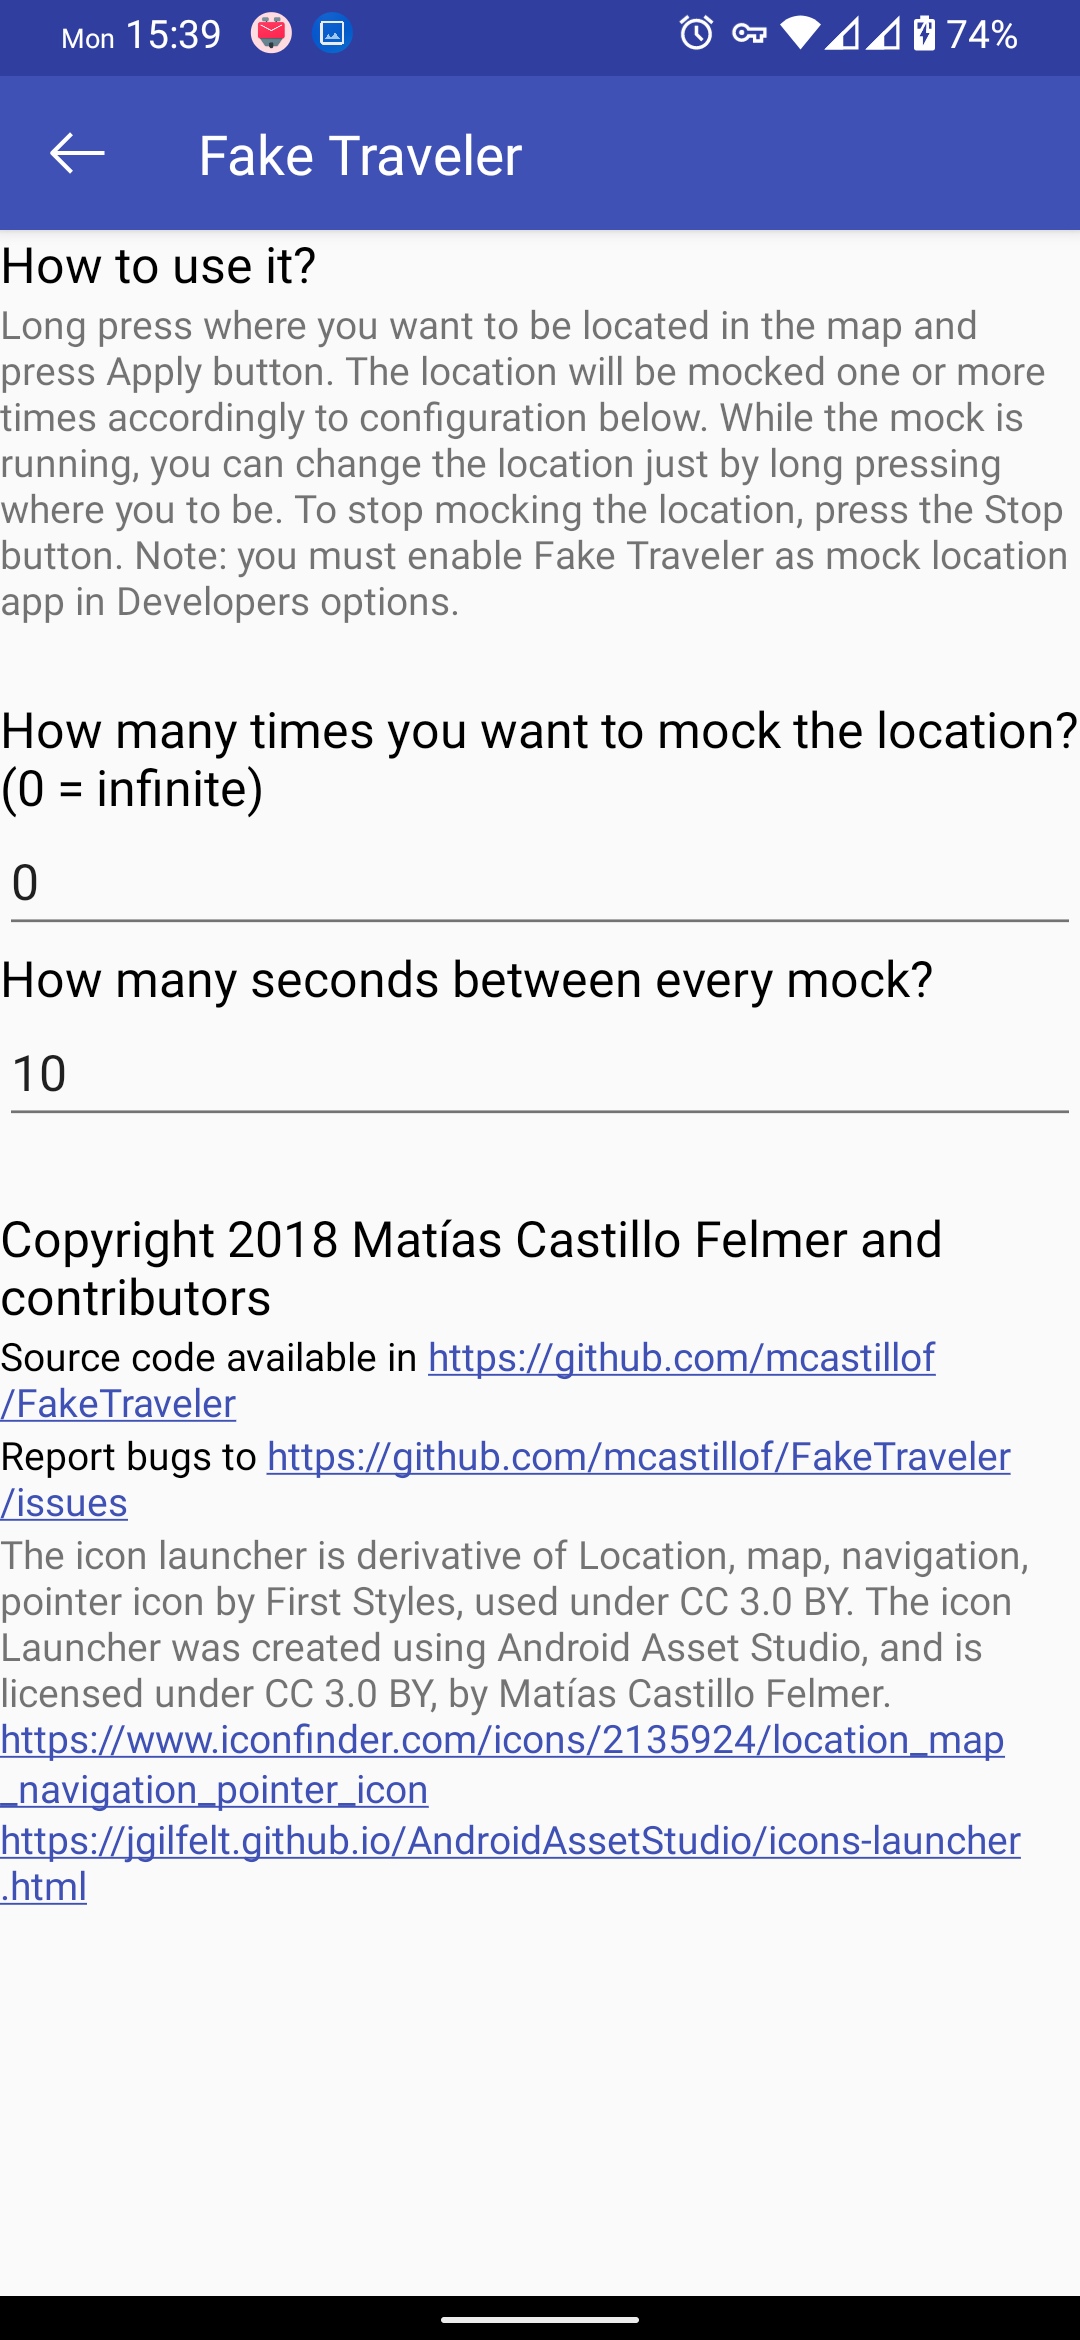 Mon 15:39 74%
Fake Traveler
How to use it?
Long press where you want to be located in the map and
press Apply button. The location will be mocked one or more
times accordingly to configuration below. While the mock is
running, you can change the location just by long pressing
where you to be. To stop mocking the location, press the Stop
button. Note: you must enable Fake Traveler as mock location
app in Developers options.
How many times you want to mock the location?
(0 = infinite)
0
How many seconds between every mock?
10
Copyright 2018 Matías Castillo Felmer and
contributors
Source code available in https://github.com/mcastillof
/FakeTraveler
Report bugs to https://github.com/mcastillof/FakeTraveler
/issues
The icon launcher is derivative of Location, map, navigation,
pointer icon by First Styles, used under CC 3.0 BY. The icon
Launcher was created using Android Asset Studio, and is
licensed under CC 3.0 BY, by Matías Castillo Felmer.
https://www.iconfinder.com/icons/2135924/location_map
_navigation_pointer_icon
https://jgilfelt.github.io/AndroidAssetStudio/icons-launcher
.html